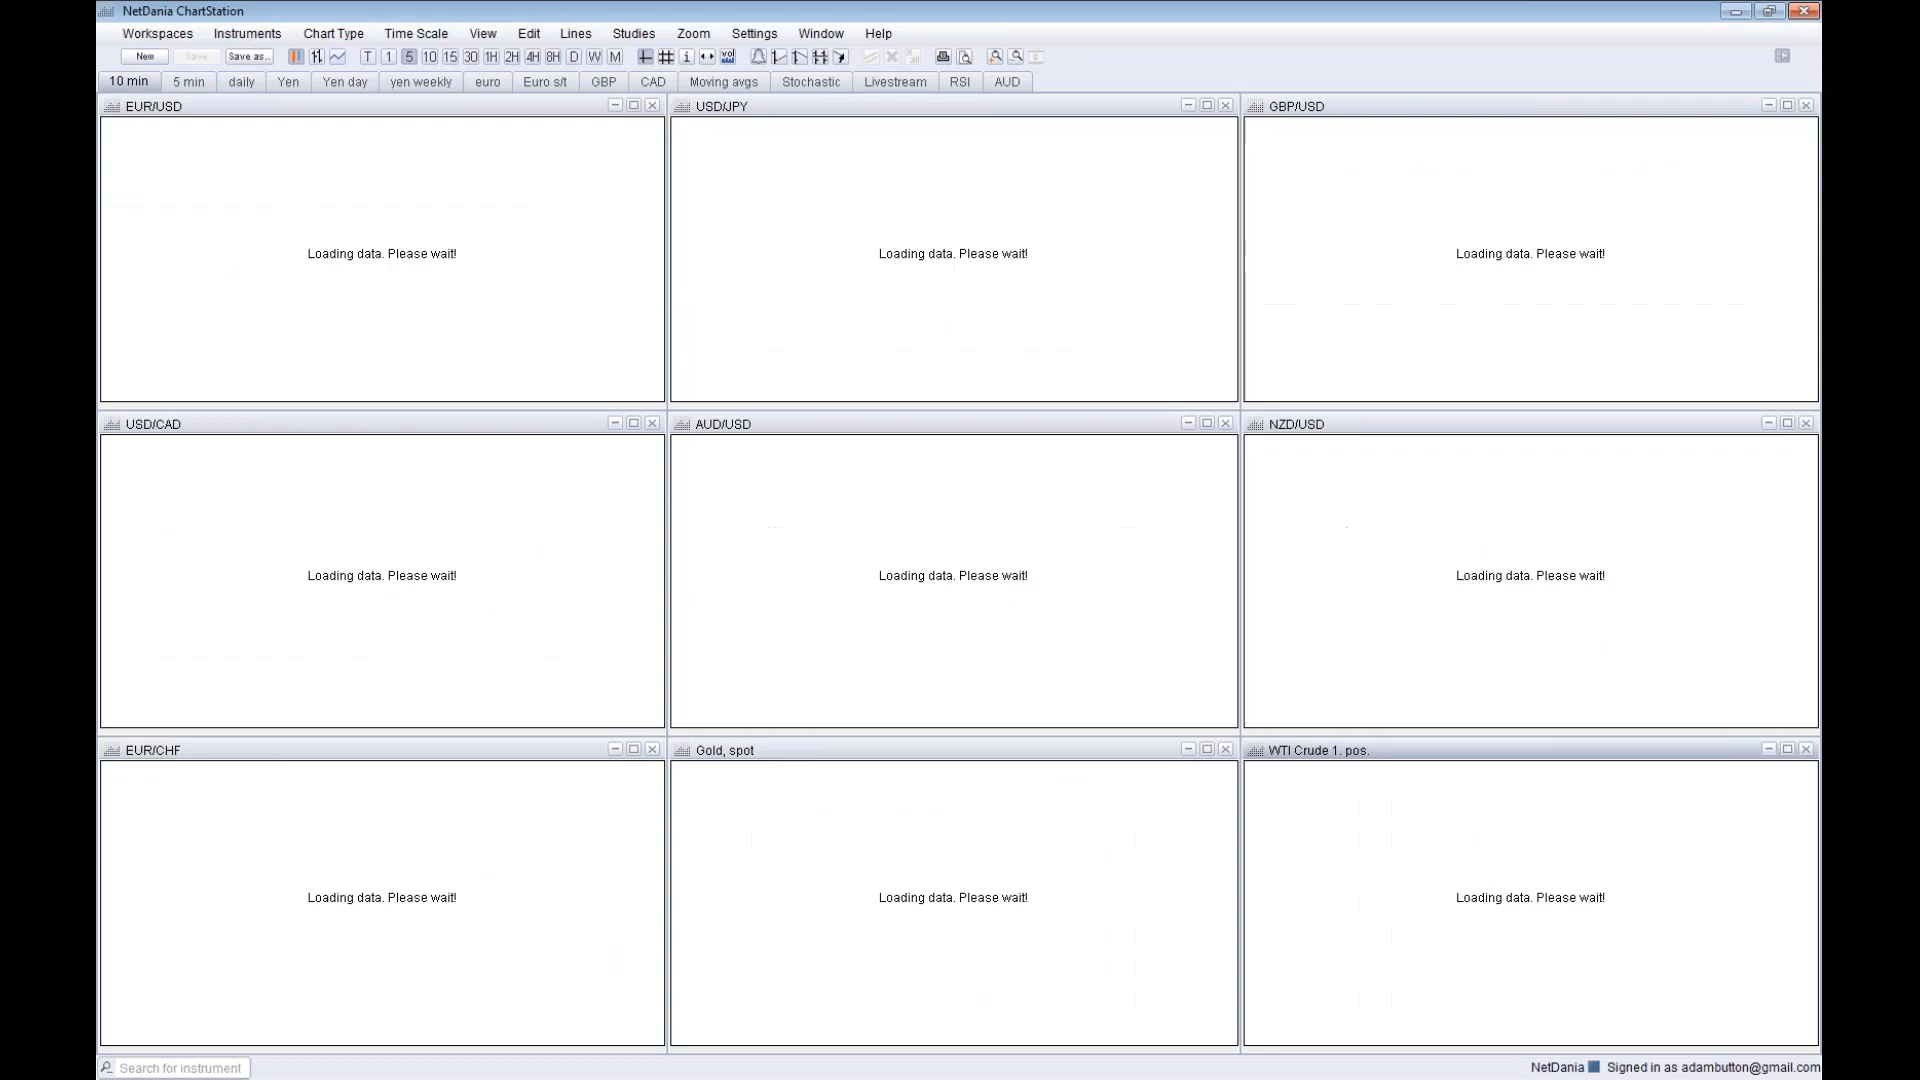 NetDania ChartStation
Workspaces Instruments Chart Type Time Scale View Edit Lines Studies Zoom Settings Window Help
New Save Save as.. T 1 5 10 15 30 1H 2H 4H 8H D W M
10 min 5 min daily Yen Yen day yen weekly euro Euro s/t GBP CAD Moving avgs Stochastic Livestream RSI AUD
EUR/USD USD/JPY GBP/USD
Loading data. Please wait! Loading data. Please wait! Loading data. Please wait!
USD/CAD AUD/USD NZD/USD
Loading data. Please wait! Loading data. Please wait! Loading data. Please wait!
EUR/CHF Gold, spot WTI Crude 1. pos.
Loading data. Please wait! Loading data. Please wait! Loading data. Please wait!
Search for instrument NetDania Signed in as adambutton@gmail.com